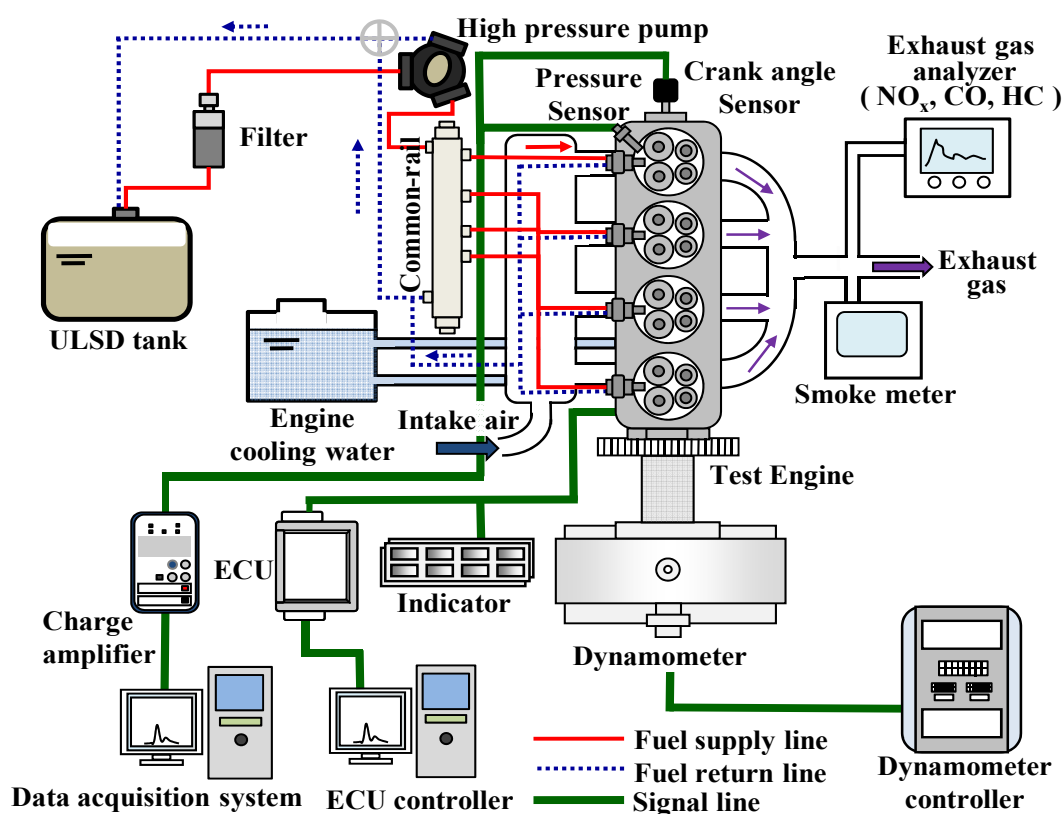 High pressure pump
Exhaust gas
analyzer
( NOx, CO, HC )
Pressure
Sensor
Crank angle
Sensor
Filter
Common-rail
Exhaust
gas
ULSD tank
Smoke meter
Engine
cooling water
Intake air
Test Engine
ECU
Indicator
Charge
amplifier
Dynamometer
Fuel supply line
Fuel return line
Signal line
Data acquisition system
ECU controller
Dynamometer
controller